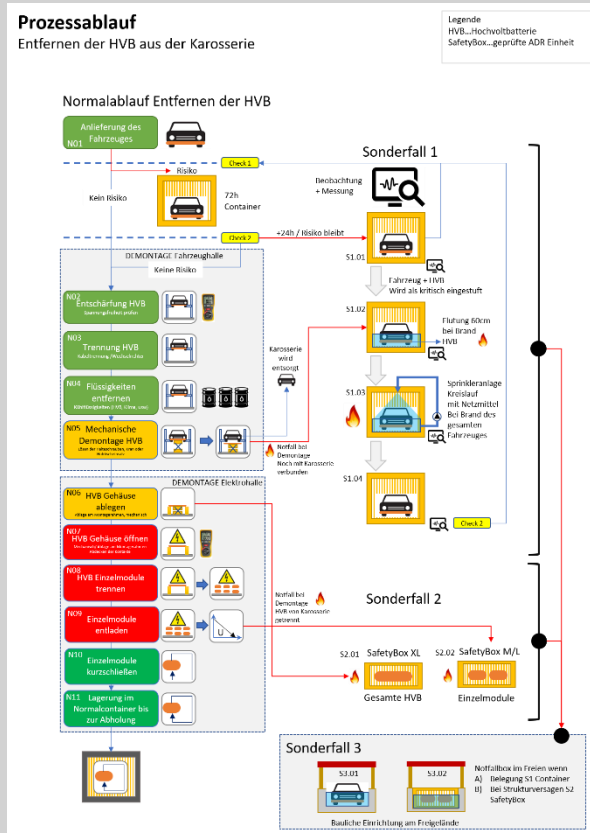 Prozessablauf
Entfernen der HVB aus der Karosserie
Legende
HVB...Hochvoltbatterie
SafetyBox...geprüfte ADR Einheit
Normalablauf Entfernen der HVB
Anlieferung des
Fahrzeuges
N01
Check 1
Risiko
Kein Risiko
72h
Container
Check 2
+24h / Risiko bleibt
DEMONTAGE Fahrzeughalle
Keine Risiko
N02
Entschärfung HVB
N03
Trennung HVB
N04
Flüssigkeiten
entfernen
N05
Mechanische
Demontage HVB
Karosserie
wird
entsorgt
Notfall bei
Demontage
Noch mit Karosserie
verbunden
DEMONTAGE Elektrohalle
N06
HVB Gehäuse
ablegen
N07
HVB Gehäuse öffnen
N08
HVB Einzelmodule
trennen
N09
Einzelmodule
entladen
U
Notfall bei
Demontage
HVB von Karosserie
getrennt
N10
Einzelmodule
kurzschließen
N11
Lagerung im
Normalcontainer bis
zur Abholung
Sonderfall 1
Beobachtung
+ Messung
S1.01
Fahrzeug + HVB
Wird als kritisch eingestuft
S1.02
Flutung 60cm
bei Brand
HVB
S1.03
Sprinkleranlage
Kreislauf
mit Netzmittel
Bei Brand des
gesamten
Fahrzeuges
S1.04
Check 2
Sonderfall 2
S2.01
SafetyBox XL
Gesamte HVB
S2.02
SafetyBox M/L
Einzelmodule
Sonderfall 3
S3.01
S3.02
Notfallbox im Freien wenn
A) Belegung S1 Container
B) Bei Strukturversagen S2
SafetyBox
Bauliche Einrichtung am Freigelände